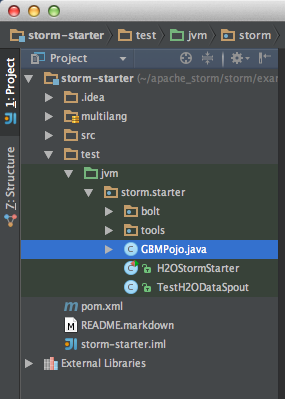 storm-starter test jvm storm
Project
storm-starter (~/apache_storm/storm/exa
.idea
multilang
src
test
jvm
storm.starter
bolt
tools
GBMPojo.java
H2OStormStarter
TestH2ODataSpout
pom.xml
README.markdown
storm-starter.iml
External Libraries
1: Project
7: Structure